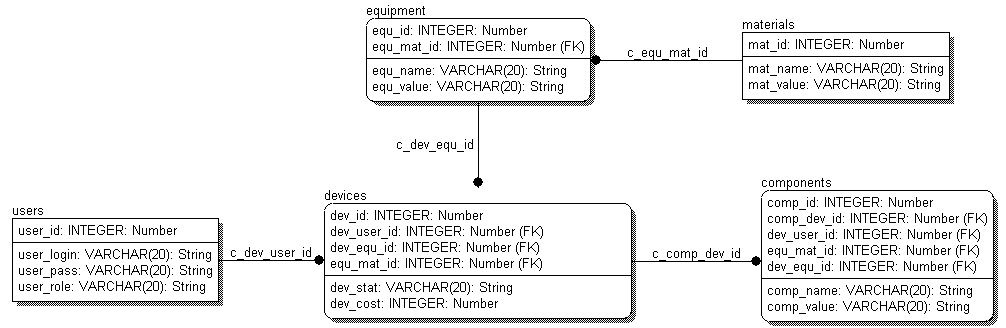 equipment
equ_id: INTEGER: Number
equ_mat_id: INTEGER: Number (FK)
equ_name: VARCHAR(20): String
equ_value: VARCHAR(20): String
materials
mat_id: INTEGER: Number
mat_name: VARCHAR(20): String
mat_value: VARCHAR(20): String
c_equ_mat_id
c_dev_equ_id
users
user_id: INTEGER: Number
user_login: VARCHAR(20): String
user_pass: VARCHAR(20): String
user_role: VARCHAR(20): String
c_dev_user_id
devices
dev_id: INTEGER: Number
dev_user_id: INTEGER: Number (FK)
dev_equ_id: INTEGER: Number (FK)
equ_mat_id: INTEGER: Number (FK)
dev_stat: VARCHAR(20): String
dev_cost: INTEGER: Number
c_comp_dev_id
components
comp_id: INTEGER: Number
comp_dev_id: INTEGER: Number (FK)
dev_user_id: INTEGER: Number (FK)
equ_mat_id: INTEGER: Number (FK)
dev_equ_id: INTEGER: Number (FK)
comp_name: VARCHAR(20): String
comp_value: VARCHAR(20): String